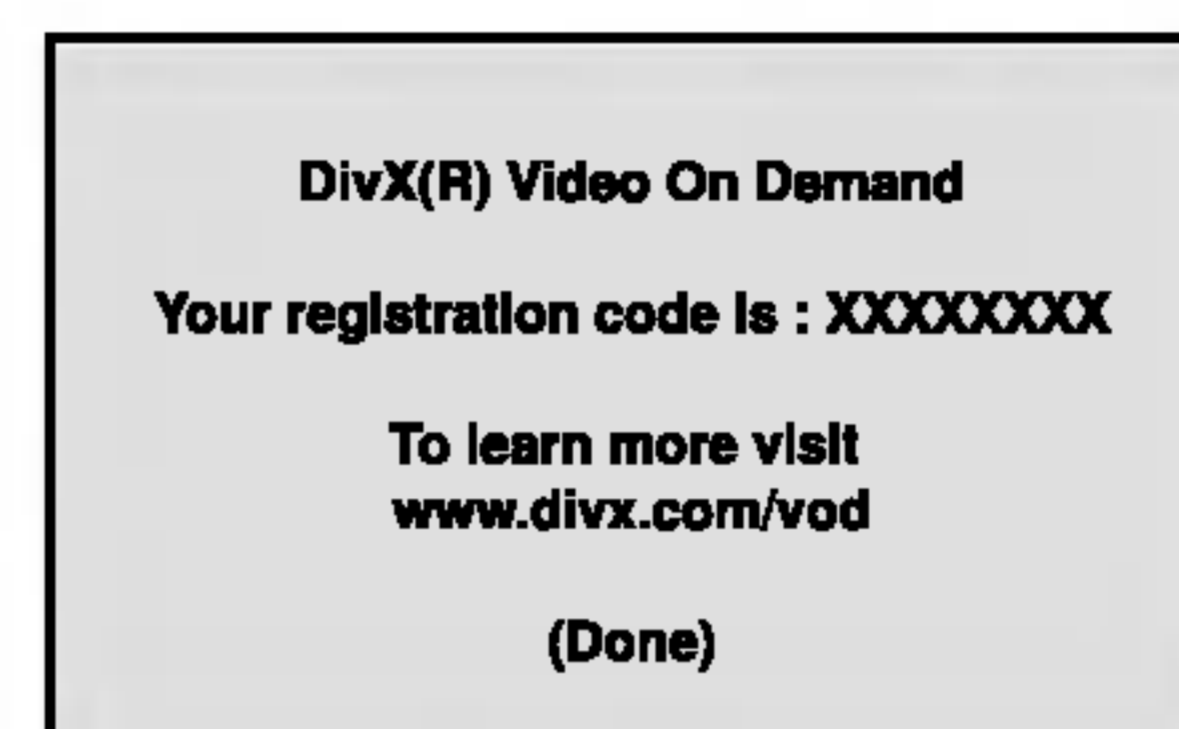 DivX(R) Video On Demand
Your registration code is : XXXXXXXX
To learn more visit
www.divx.com/vod
(Done)